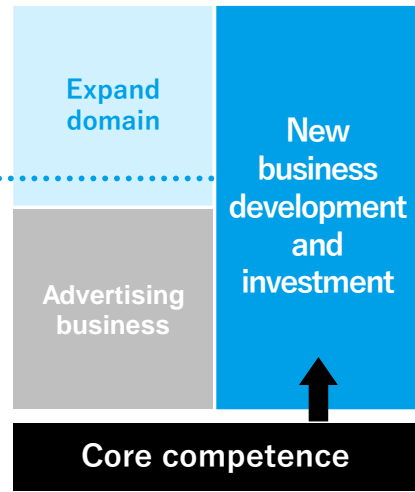 Expand
domain
New
business
development
and
investment
Advertising
business
Core competence